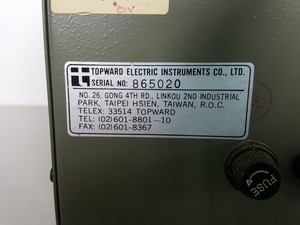 TOPWARD ELECTRIC INSTRUMENTS CO., LTD.
SERIAL NO: 865020
NO. 26, GONG 4TH RD., LINKOU 2ND INDUSTRIAL
PARK, TAIPEI HSIEN, TAIWAN, R.O.C.
TELEX: 33514 TOPWARD
TEL: (02)601-8801~10
FAX: (02)601-8367
FUSE